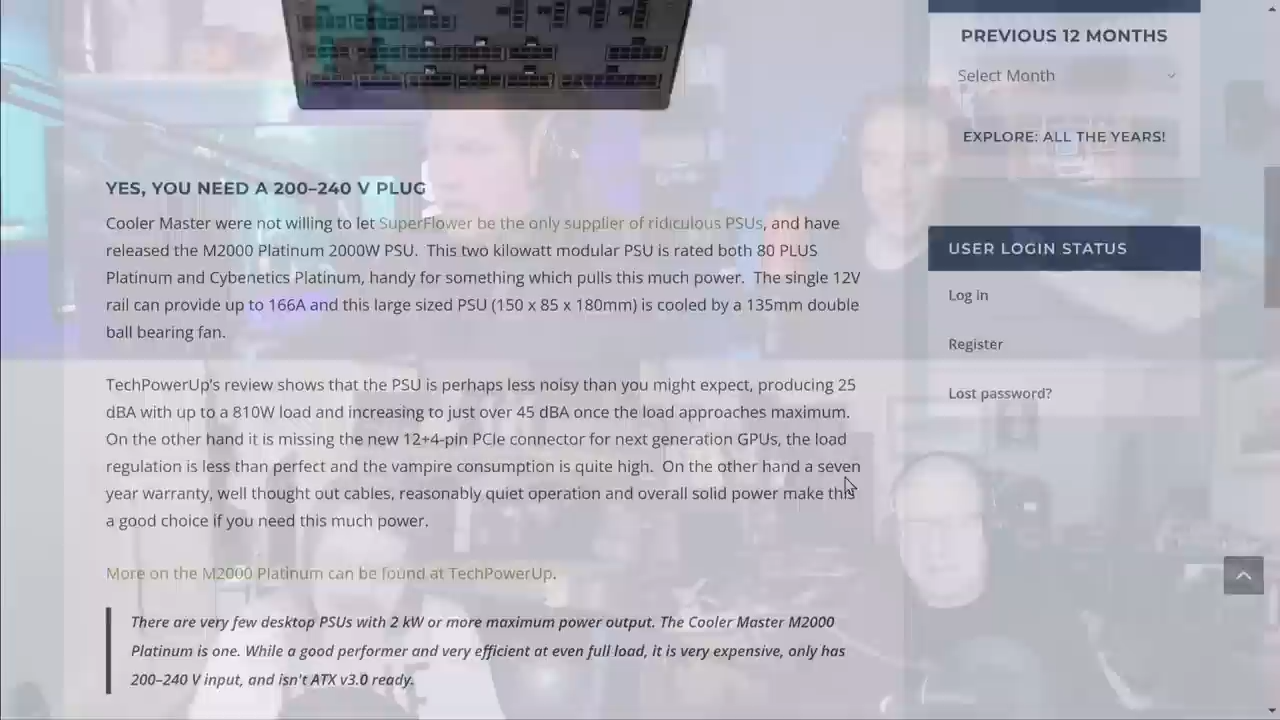 PREVIOUS 12 MONTHS
Select Month
EXPLORE: ALL THE YEARS!
YES, YOU NEED A 200–240 V PLUG
Cooler Master were not willing to let SuperFlower be the only supplier of ridiculous PSUs, and have
released the M2000 Platinum 2000W PSU. This two kilowatt modular PSU is rated both 80 PLUS
Platinum and Cybenetics Platinum, handy for something which pulls this much power. The single 12V
rail can provide up to 166A and this large sized PSU (150 x 85 x 180mm) is cooled by a 135mm double
ball bearing fan.
TechPowerUp's review shows that the PSU is perhaps less noisy than you might expect, producing 25
dBA with up to a 810W load and increasing to just over 45 dBA once the load approaches maximum.
On the other hand it is missing the new 12+4-pin PCIe connector for next generation GPUs, the load
regulation is less than perfect and the vampire consumption is quite high. On the other hand a seven
year warranty, well thought out cables, reasonably quiet operation and overall solid power make this
a good choice if you need this much power.
More on the M2000 Platinum can be found at TechPowerUp.
There are very few desktop PSUs with 2 kW or more maximum power output. The Cooler Master M2000
Platinum is one. While a good performer and very efficient at even full load, it is very expensive, only has
200–240 V input, and isn't ATX v3.0 ready.
USER LOGIN STATUS
Log in
Register
Lost password?